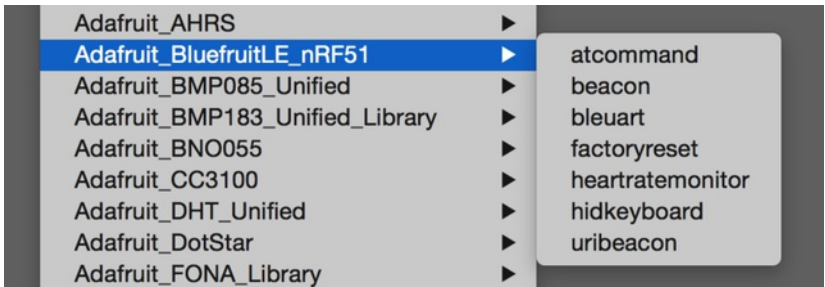 Adafruit_AHRS
Adafruit_BluefruitLE_nRF51
Adafruit_BMP085_Unified
Adafruit_BMP183_Unified_Library
Adafruit_BNO055
Adafruit_CC3100
Adafruit_DHT_Unified
Adafruit_DotStar
Adafruit_FONA_Library
atcommand
beacon
bleuart
factoryreset
heartratemonitor
hidkeyboard
uribeacon